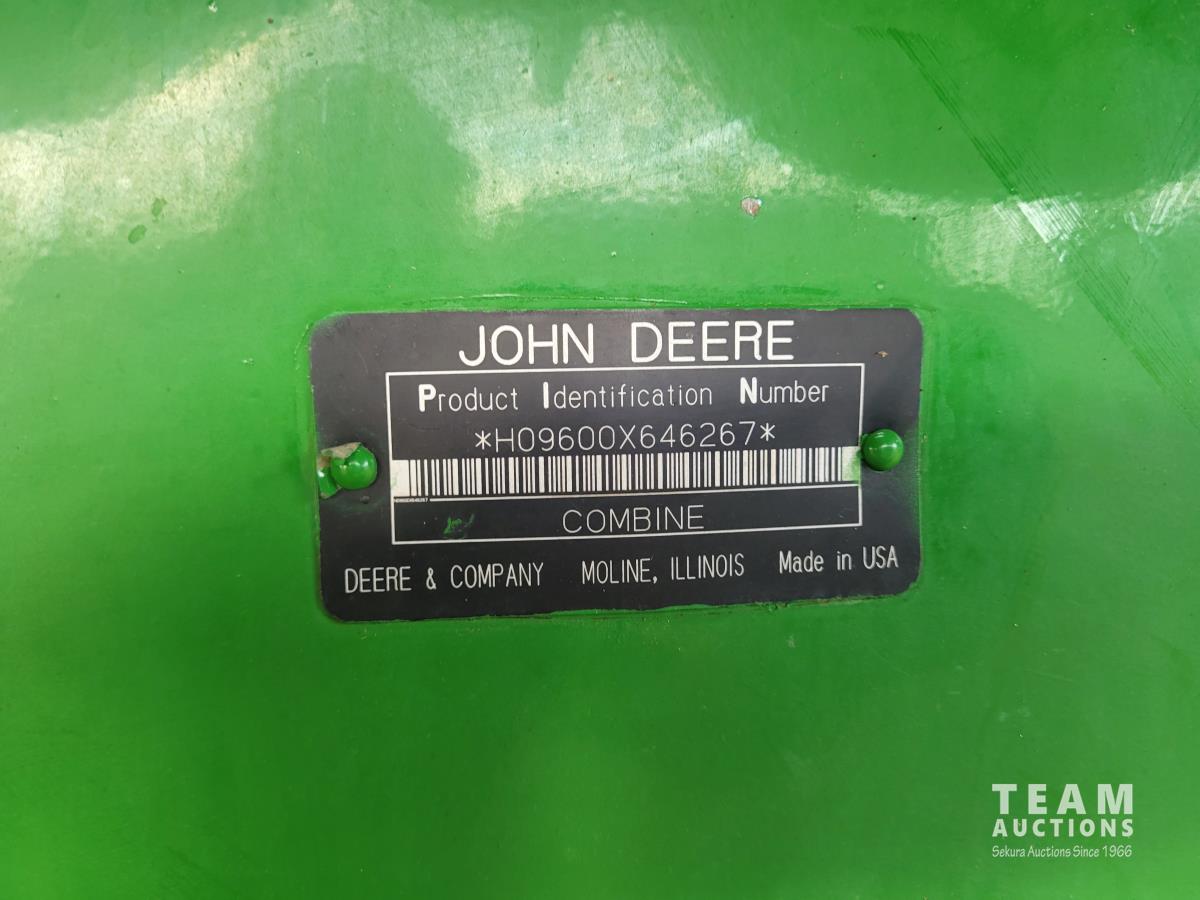 JOHN DEERE
Product Identification Number
*H09600X646267*
COMBINE
DEERE & COMPANY MOLINE, ILLINOIS Made in USA
TEAM
AUCTIONS
Sekura Auctions Since 1966